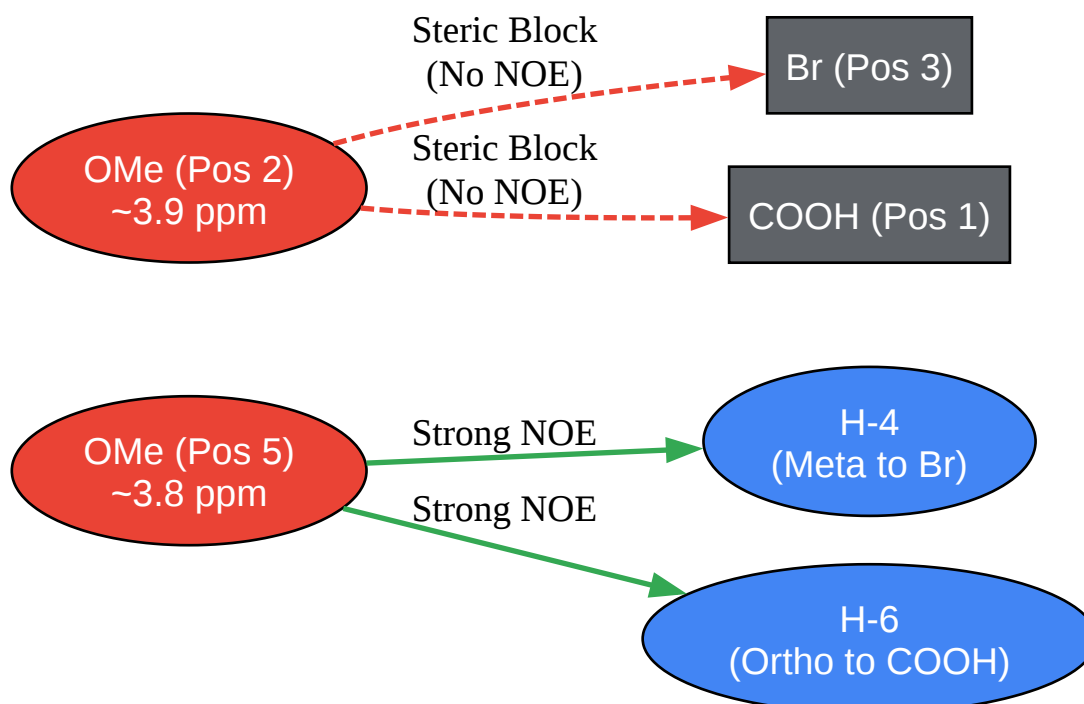 Steric Block
(No NOE)
Br (Pos 3)
OMe (Pos 2)
~3.9 ppm
Steric Block
(No NOE)
COOH (Pos 1)
OMe (Pos 5)
~3.8 ppm
Strong NOE
H-4
(Meta to Br)
Strong NOE
H-6
(Ortho to COOH)